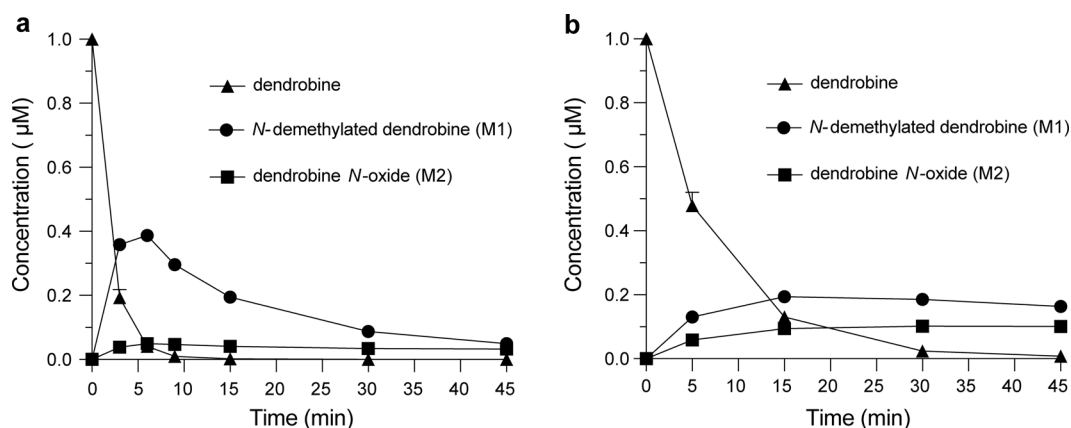 a
1.0
0.8
0.6
0.4
0.2
0.0
Concentration ( µM)
dendrobine
N-demethylated dendrobine (M1)
dendrobine N-oxide (M2)
0 5 10 15 20 25 30 35 40 45
Time (min)
b
1.0
0.8
0.6
0.4
0.2
0.0
Concentration ( µM)
dendrobine
N-demethylated dendrobine (M1)
dendrobine N-oxide (M2)
0 5 10 15 20 25 30 35 40 45
Time (min)